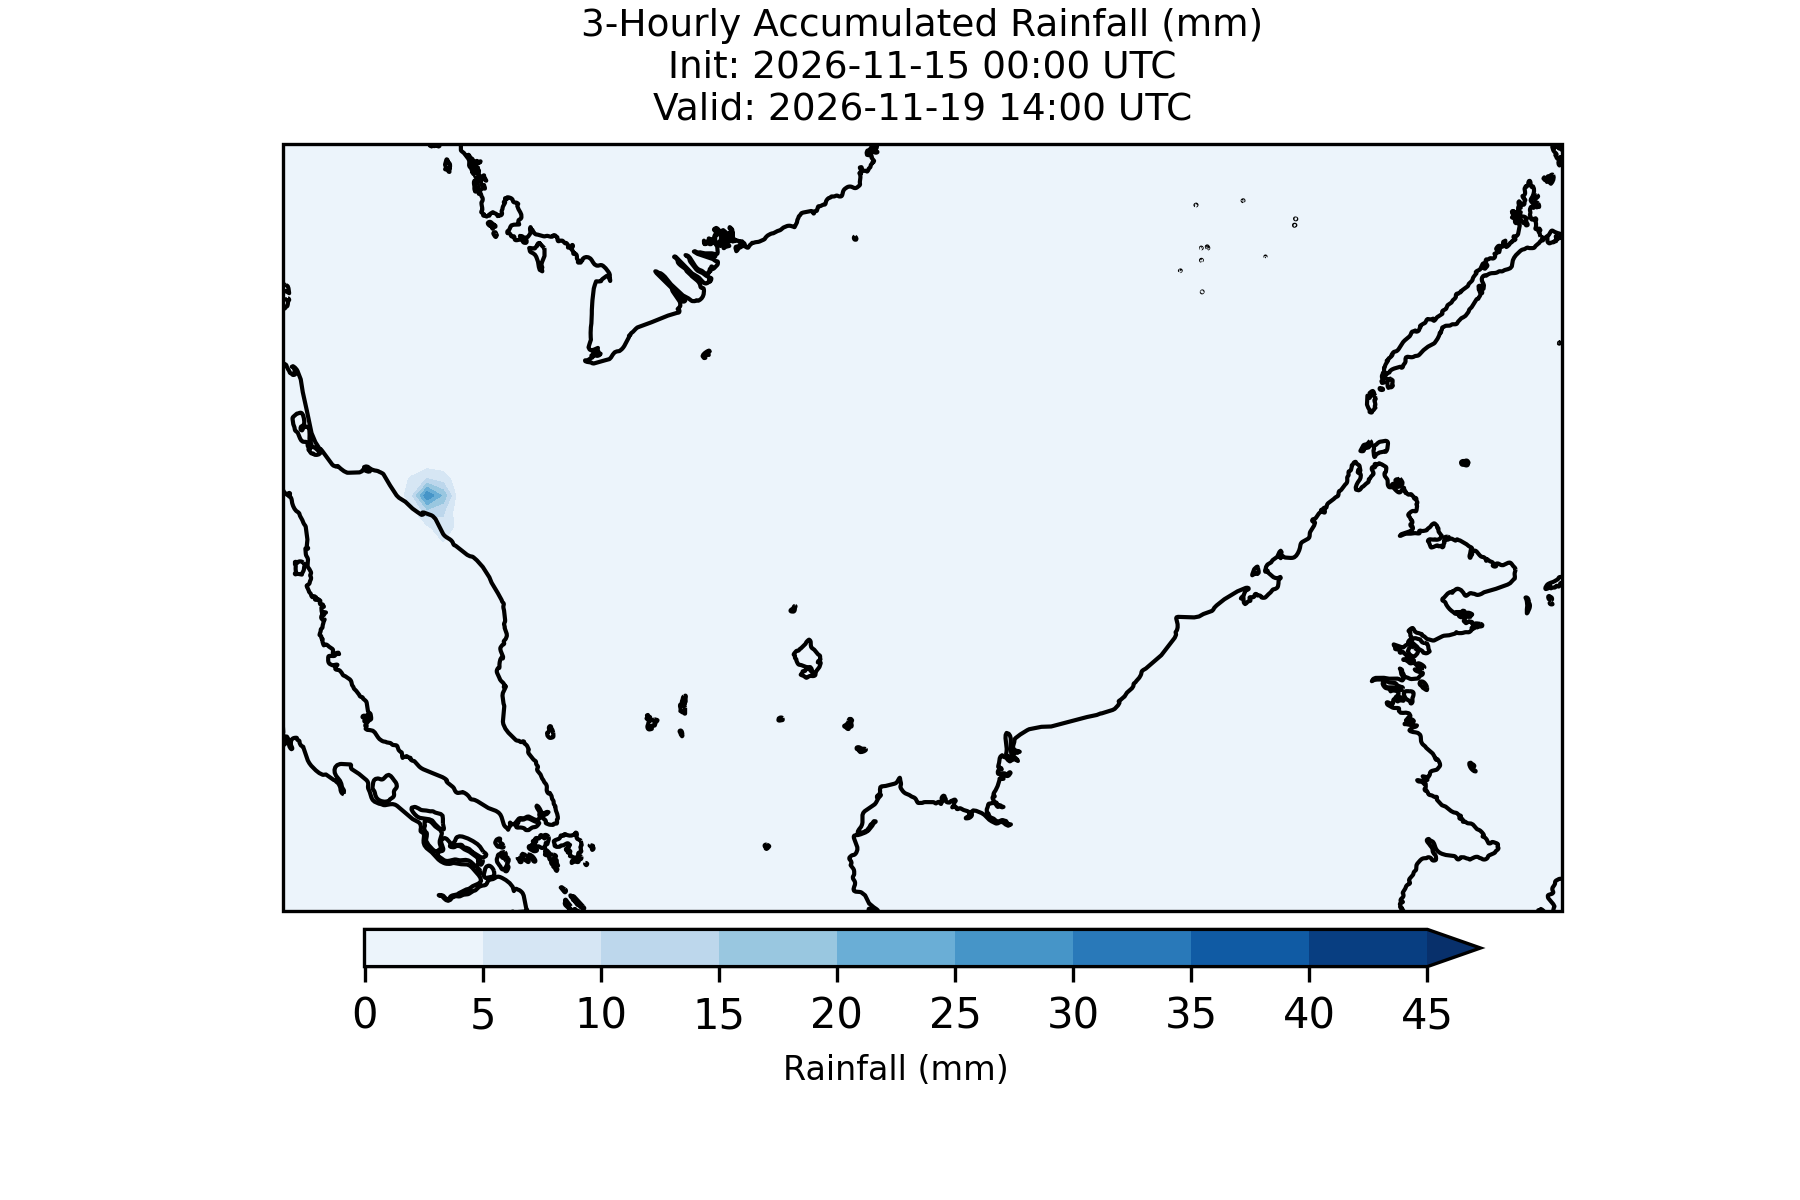 3-Hourly Accumulated Rainfall (mm)
Init: 2026-11-15 00:00 UTC
Valid: 2026-11-19 14:00 UTC
0 5 10 15 20 25 30 35 40 45
Rainfall (mm)